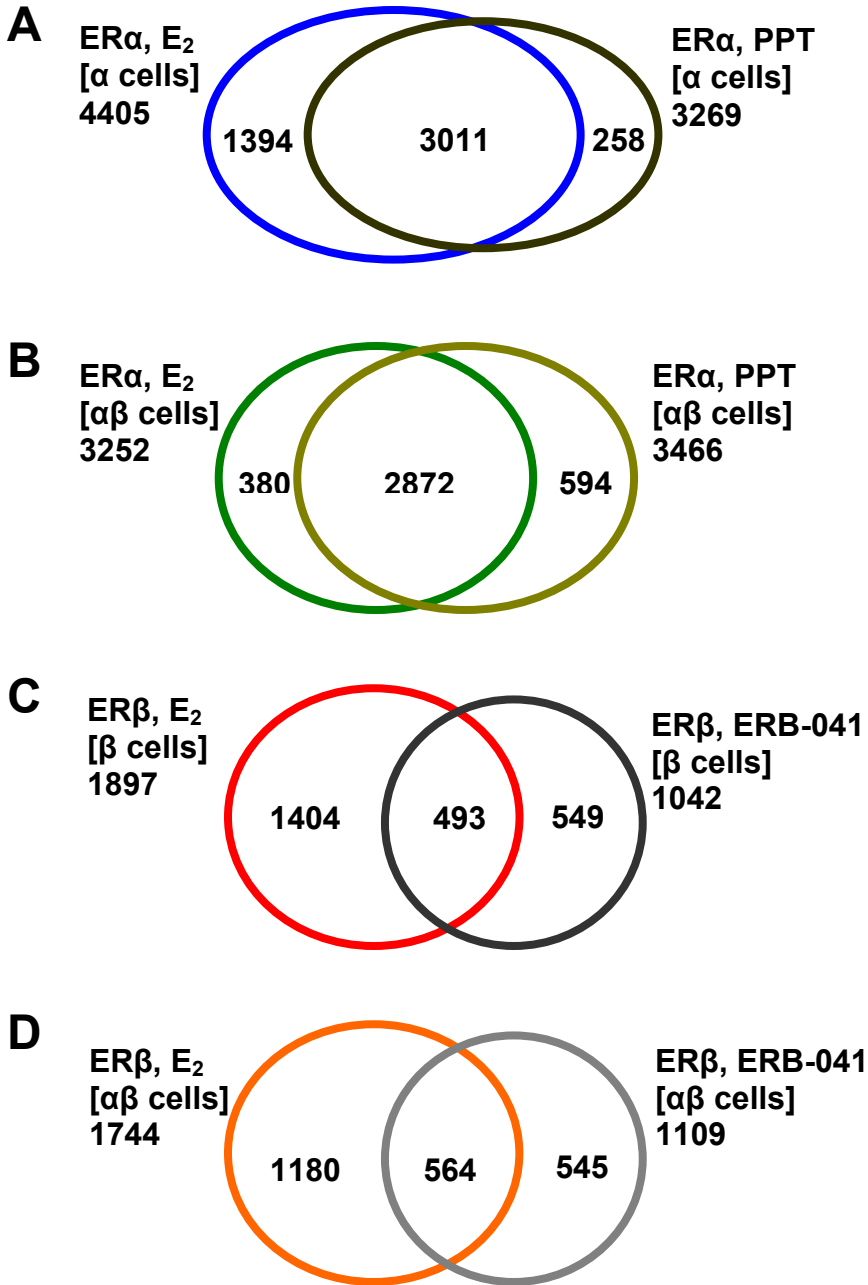 A
ERα, E₂
[α cells]
4405
1394
3011
258
ERα, PPT
[α cells]
3269
B
ERα, E₂
[αβ cells]
3252
380
2872
594
ERα, PPT
[αβ cells]
3466
C
ERβ, E₂
[β cells]
1897
1404
493
549
ERβ, ERB-041
[β cells]
1042
D
ERβ, E₂
[αβ cells]
1744
1180
564
545
ERβ, ERB-041
[αβ cells]
1109